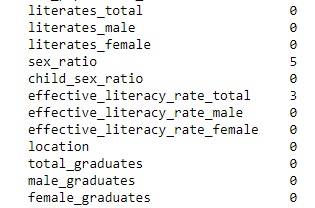 literates_total 0
literates_male 0
literates_female 0
sex_ratio 5
child_sex_ratio 0
effective_literacy_rate_total 3
effective_literacy_rate_male 0
effective_literacy_rate_female 0
location 0
total_graduates 0
male_graduates 0
female_graduates 0